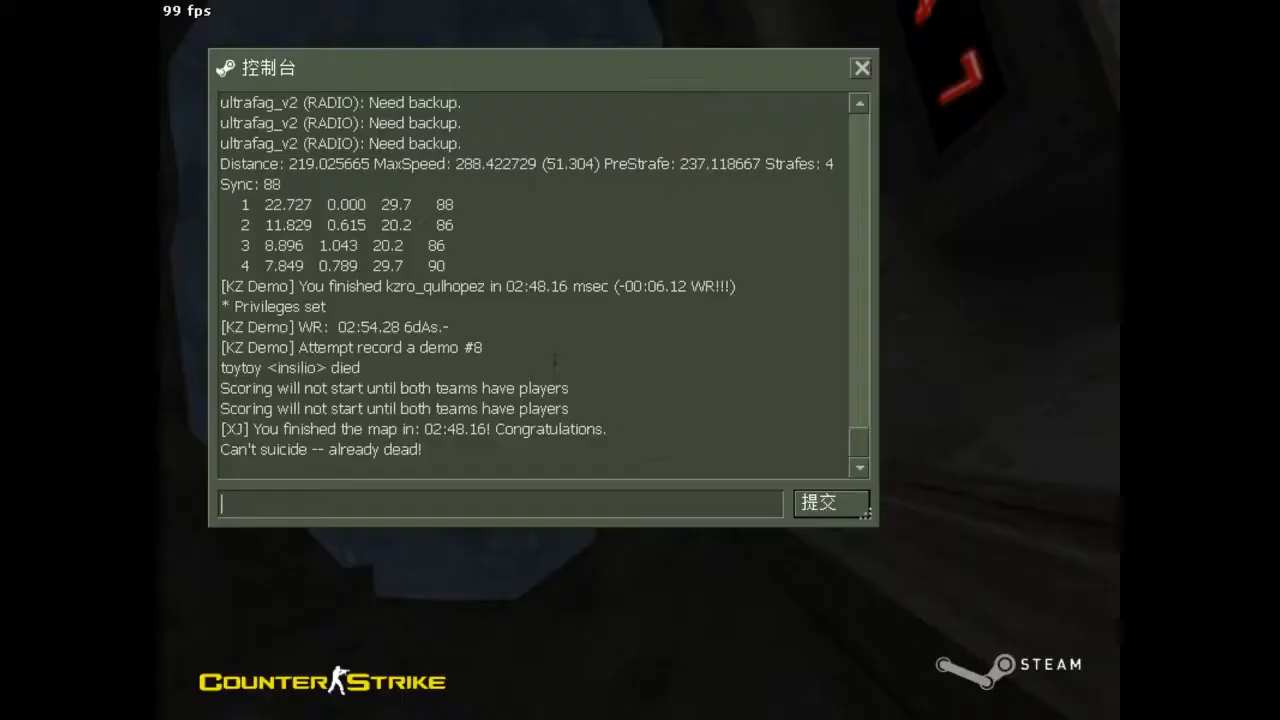 99 fps
控制台
ultrafag_v2 (RADIO): Need backup.
ultrafag_v2 (RADIO): Need backup.
ultrafag_v2 (RADIO): Need backup.
Distance: 219.025665 MaxSpeed: 288.422729 (51.304) PreStrafe: 237.118667 Strafes: 4
Sync: 88
1 22.727 0.000 29.7 88
2 11.829 0.615 20.2 86
3 8.896 1.043 20.2 86
4 7.849 0.789 29.7 90
[KZ Demo] You finished kzro_qulhopez in 02:48.16 msec (-00:06.12 WR!!!)
* Privileges set
[KZ Demo] WR: 02:54.28 6dAs.-
[KZ Demo] Attempt record a demo #8
toytoy <insilio> died
Scoring will not start until both teams have players
Scoring will not start until both teams have players
[XJ] You finished the map in: 02:48.16! Congratulations.
Can't suicide -- already dead!
提交
COUNTER STRIKE
STEAM